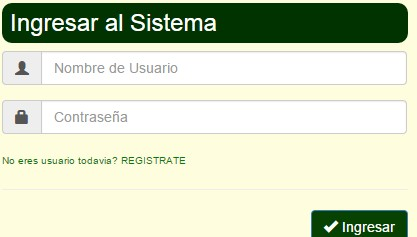 Ingresar al Sistema
Nombre de Usuario
Contraseña
No eres usuario todavia? REGISTRATE
Ingresar